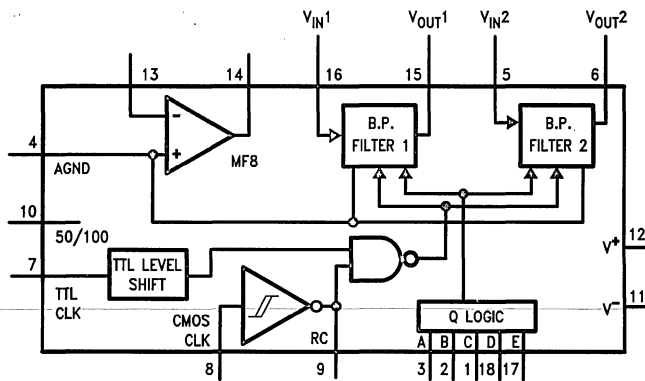 VIN1 VOUT1 VIN2 VOUT2
13 14 16 15 5 6
B.P. FILTER 1
B.P. FILTER 2
-
+
MF8
4
AGND
10
50/100
7
TTL LEVEL SHIFT
TTL CLK
12
V+
11
V-
CMOS CLK
RC
Q LOGIC
A B C D E
8 9 3 2 1 18 17